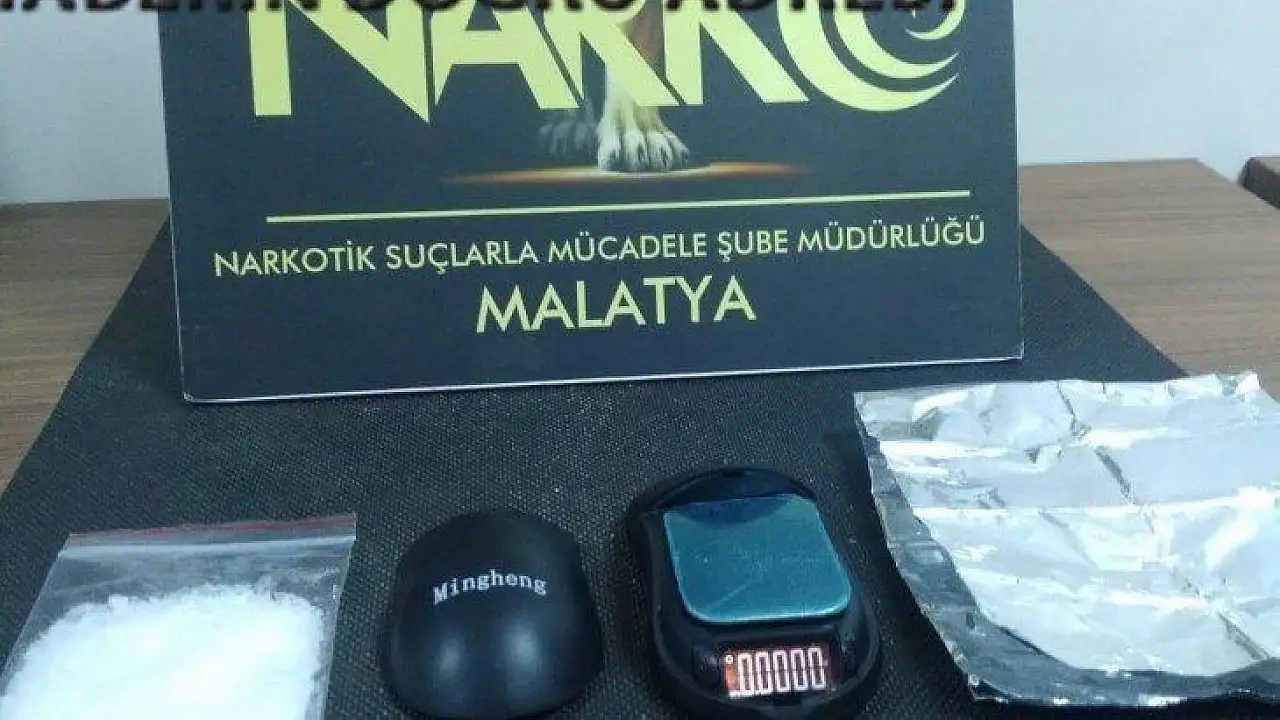 NARKO
NARKOTİK SUÇLARLA MÜCADELE ŞUBE MÜDÜRLÜĞÜ
MALATYA
Mingheng
0.0000